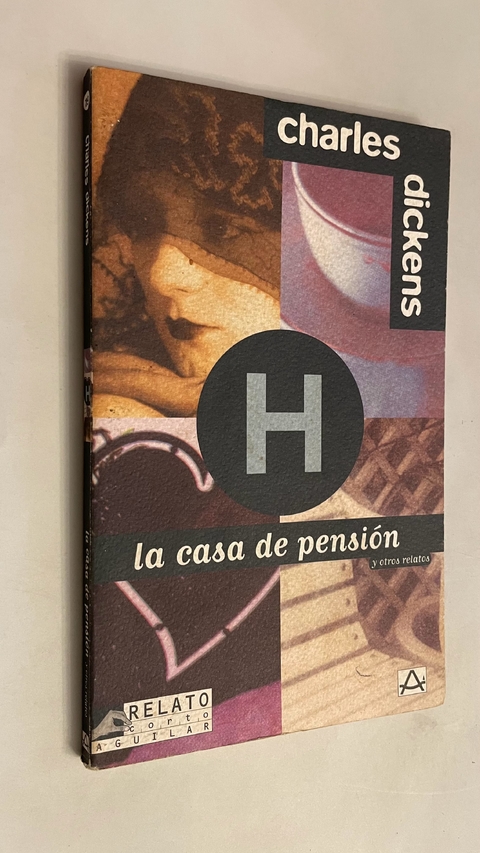 charles
dickens
H
la casa de pensión
y otros relatos
RELATO
corto
AGUILAR
A
charles dickens
la casa de pensión